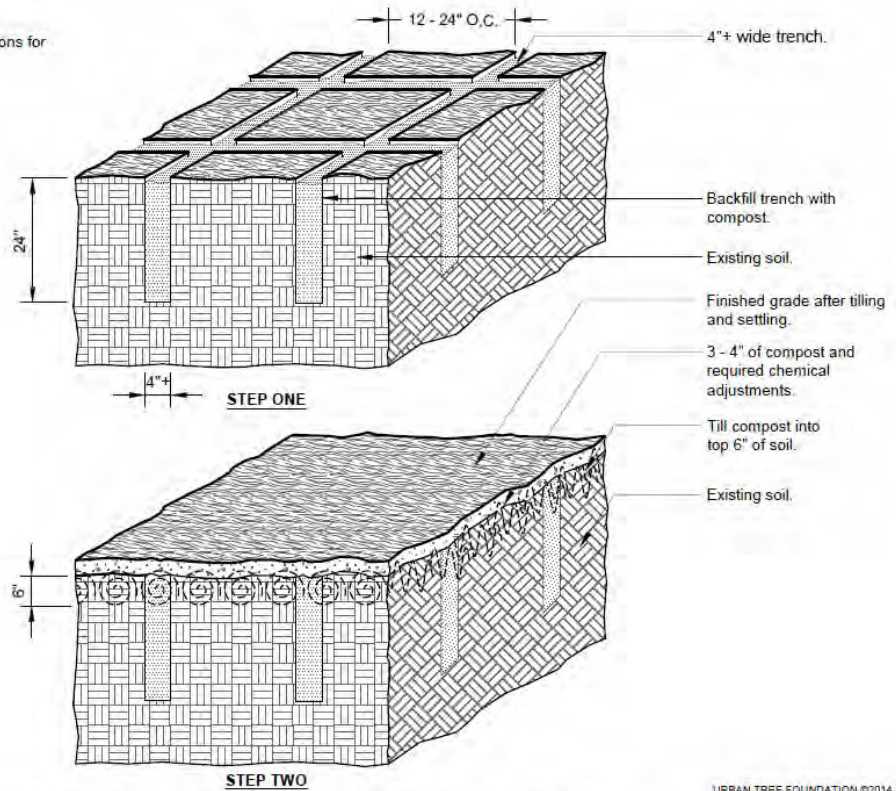 ons for
12 - 24" O.C.
4"+ wide trench.
24"
Backfill trench with
compost.
Existing soil.
4"+
STEP ONE
Finished grade after tilling
and settling.
3 - 4" of compost and
required chemical
adjustments.
Till compost into
top 6" of soil.
Existing soil.
6"
STEP TWO
URBAN TREE FOUNDATION ©2014